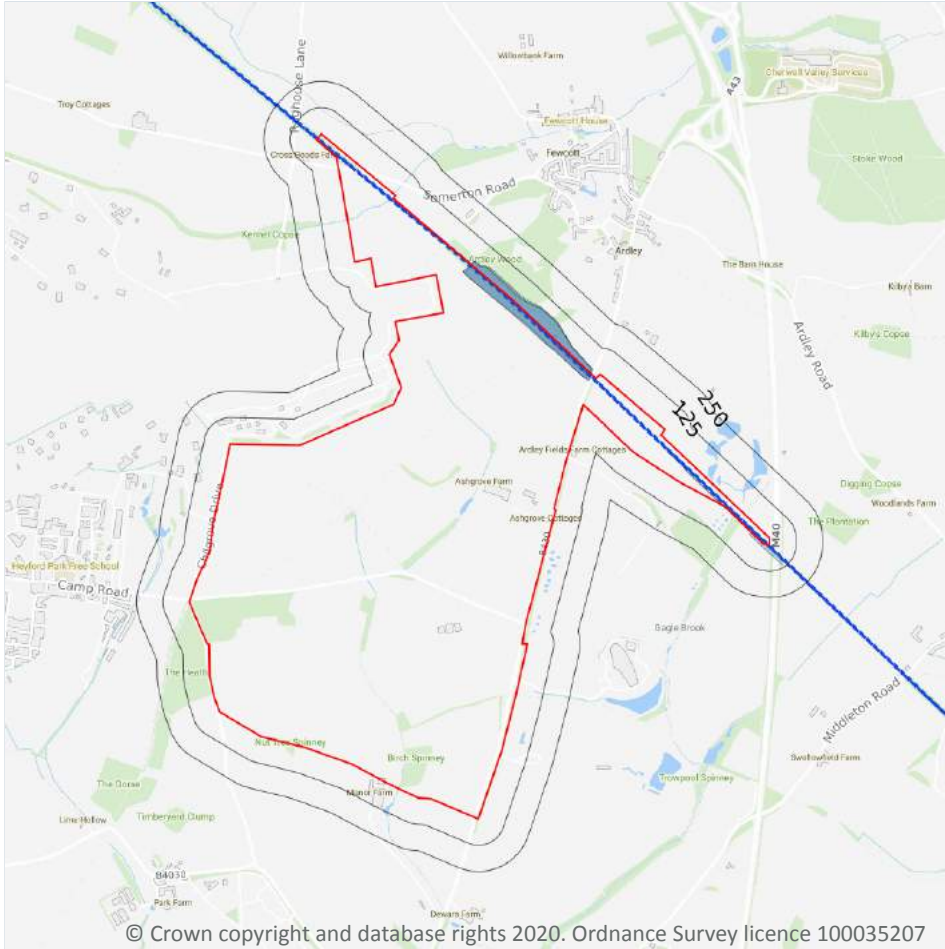 Willowbank Farm
Cherwell Valley Services
A43
Troy Cottages
Fewcott House
Cross Goods Farm
Fewcott
Stoke Wood
Somerton Road
Kennel Copse
Ardley
Ardley Wood
The Barn House
Kilby's Barn
Ardley Road
Kilby's Copse
250
125
Ardley Fields Farm Cottages
Ashgrove Farm
Digging Copse
Woodlands Farm
Chilgrove Drive
Ashgrove Cottages
The Plantation
M40
B430
Heyford Park Free School
Camp Road
Gagle Brook
The Heath
Middleton Road
Nut Tree Spinney
Birch Spinney
Swallowfield Farm
Trowpool Spinney
The Gorse
Manor Farm
Lime Hollow
Timberyard Clump
B4030
Park Farm
Dewars Farm
© Crown copyright and database rights 2020. Ordnance Survey licence 100035207